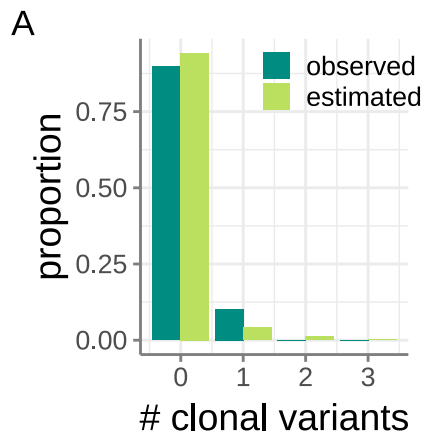 A
observed
estimated
proportion
0.75
0.50
0.25
0.00
0 1 2 3
# clonal variants